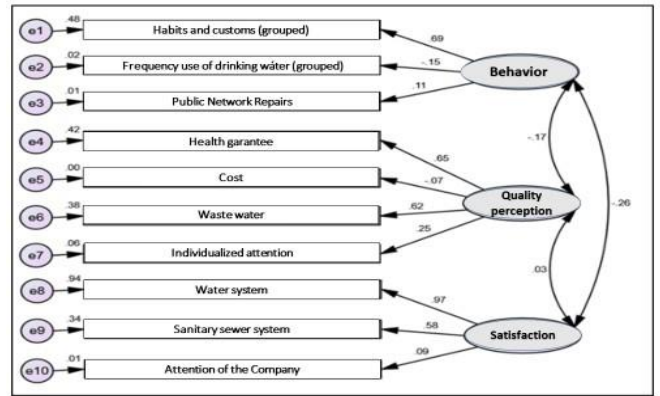 .48
e1
Habits and customs (grouped)
.69
.02
e2
Frequency use of drinking wáter (grouped)
-.15
Behavior
.01
e3
Public Network Repairs
.11
.42
e4
Health garantee
-.17
.65
.00
e5
Cost
-.07
Quality
perception
.38
e6
Waste water
.62
-.26
.06
e7
Individualized attention
.25
.94
e8
Water system
.03
.97
.34
e9
Sanitary sewer system
.58
Satisfaction
.01
e10
Attention of the Company
.09